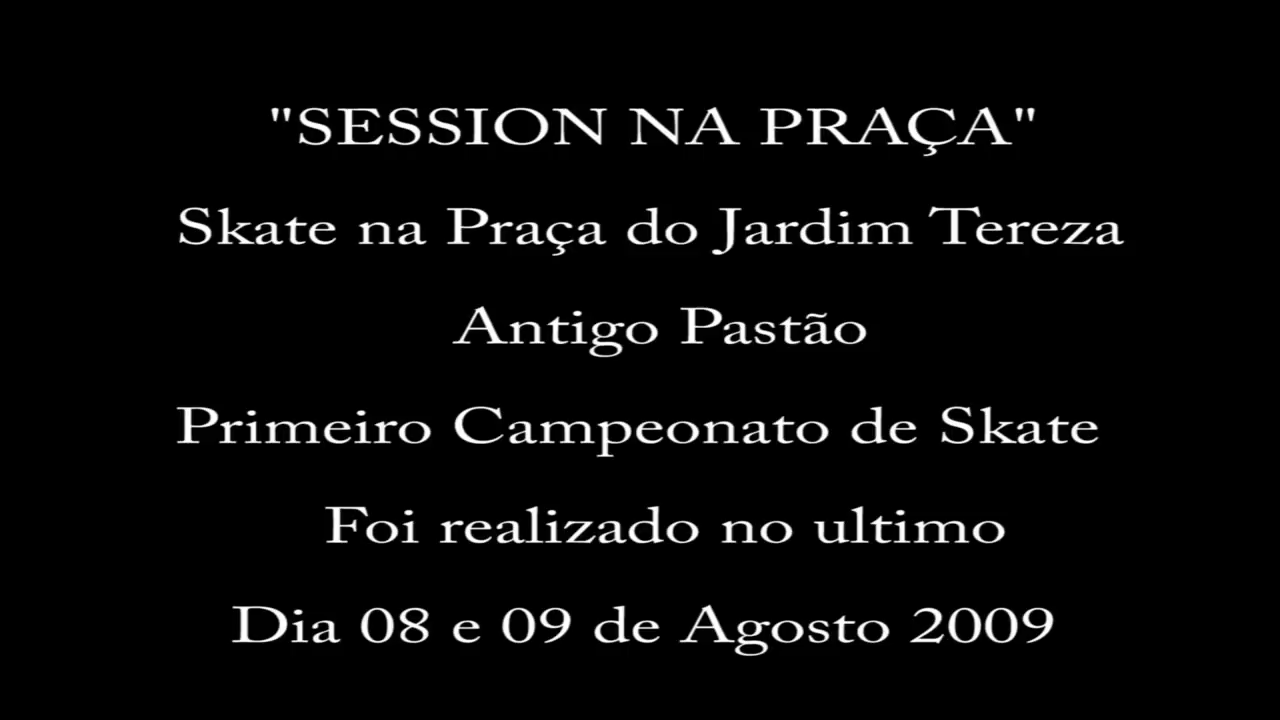 "SESSION NA PRAÇA"
Skate na Praça do Jardim Tereza
Antigo Pastão
Primeiro Campeonato de Skate
Foi realizado no ultimo
Dia 08 e 09 de Agosto 2009